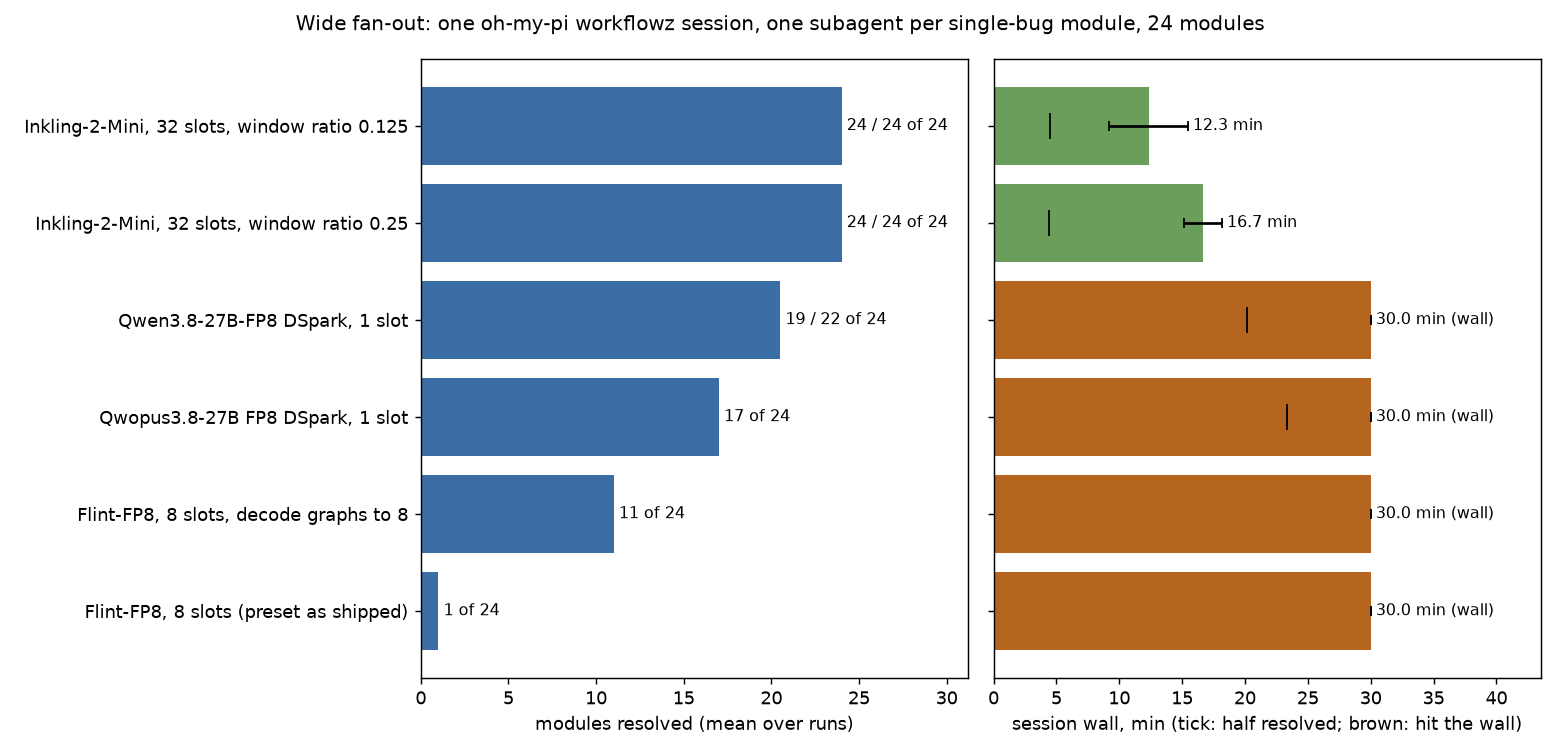 Wide fan-out: one oh-my-pi workflowz session, one subagent per single-bug module, 24 modules
Inkling-2-Mini, 32 slots, window ratio 0.125
24 / 24 of 24
12.3 min
Inkling-2-Mini, 32 slots, window ratio 0.25
24 / 24 of 24
16.7 min
Qwen3.8-27B-FP8 DSpark, 1 slot
19 / 22 of 24
30.0 min (wall)
Qwopus3.8-27B FP8 DSpark, 1 slot
17 of 24
30.0 min (wall)
Flint-FP8, 8 slots, decode graphs to 8
11 of 24
30.0 min (wall)
Flint-FP8, 8 slots (preset as shipped)
1 of 24
30.0 min (wall)
0 5 10 15 20 25 30
0 5 10 15 20 25 30 35 40
modules resolved (mean over runs)
session wall, min (tick: half resolved; brown: hit the wall)